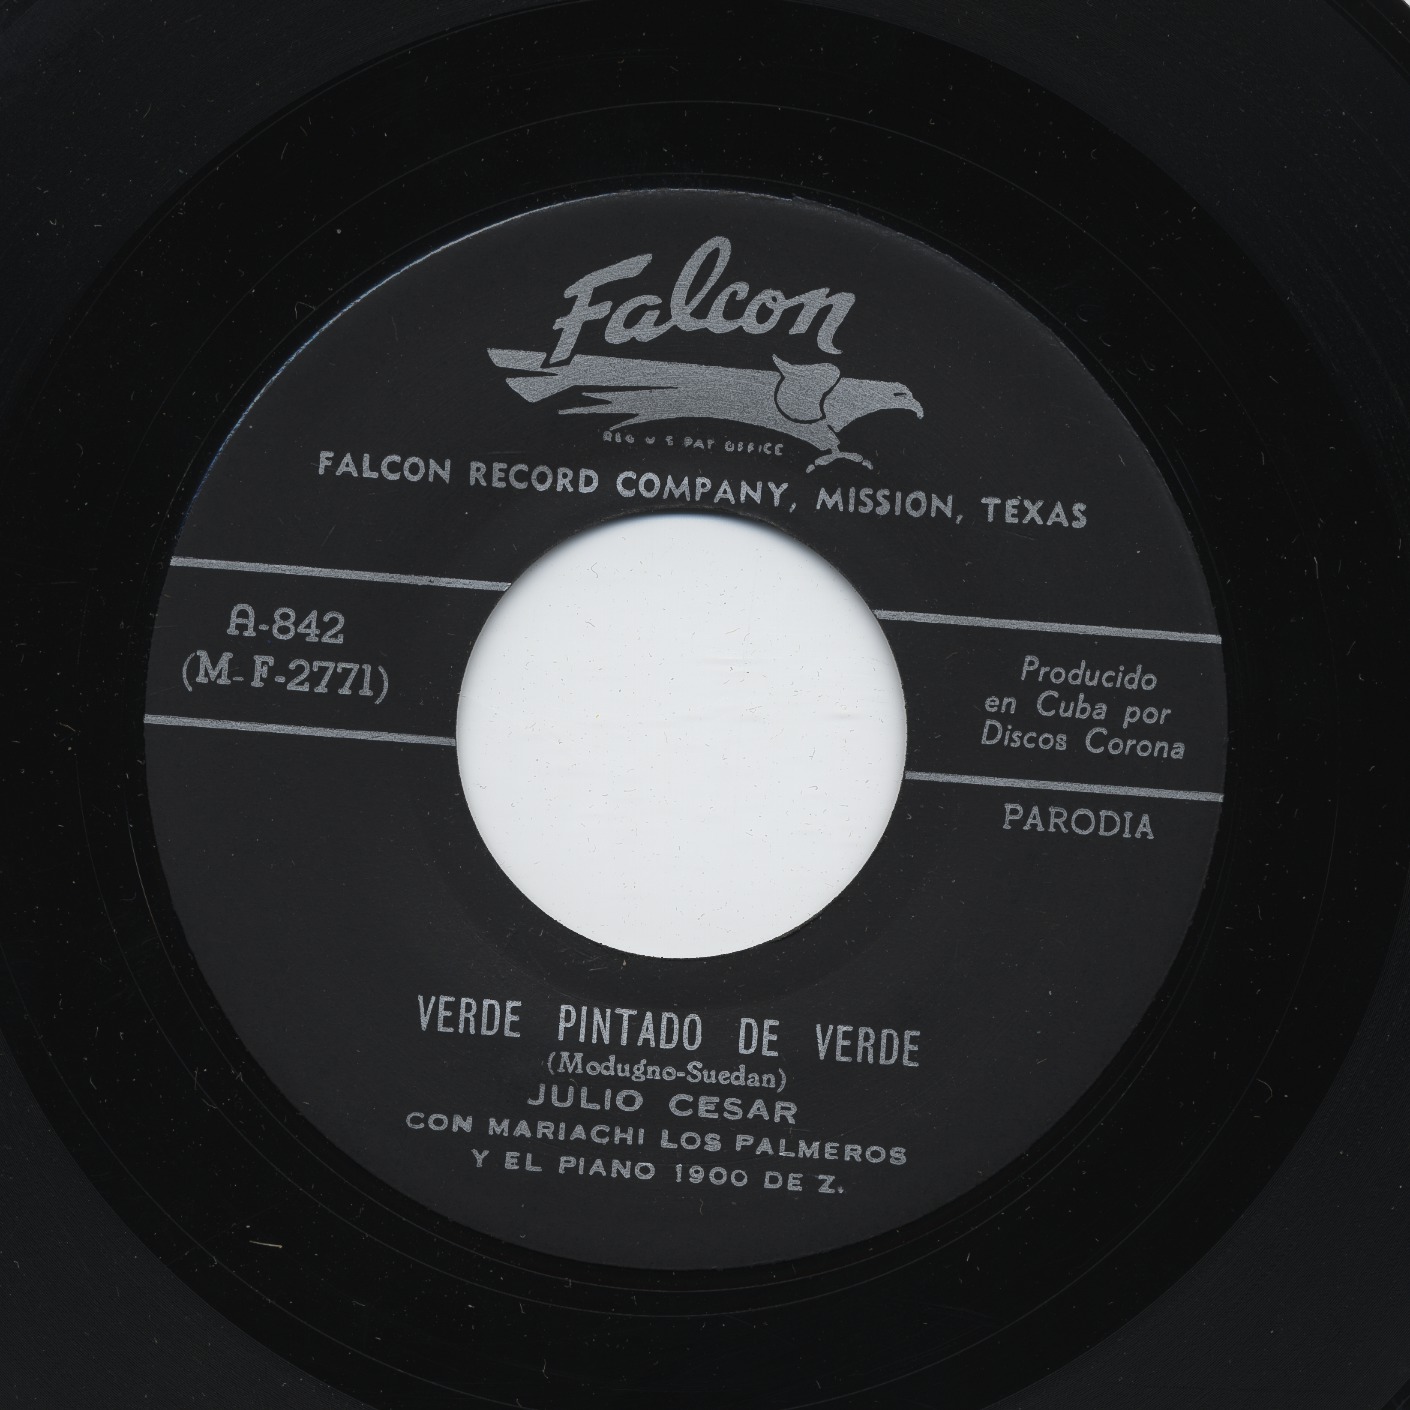 Falcon
REG U S PAT OFFICE
FALCON RECORD COMPANY, MISSION, TEXAS
A-842
(M-F-2771)
Producido
en Cuba por
Discos Corona
PARODIA
VERDE PINTADO DE VERDE
(Modugno-Suedan)
JULIO CESAR
CON MARIACHI LOS PALMEROS
Y EL PIANO 1900 DE Z.